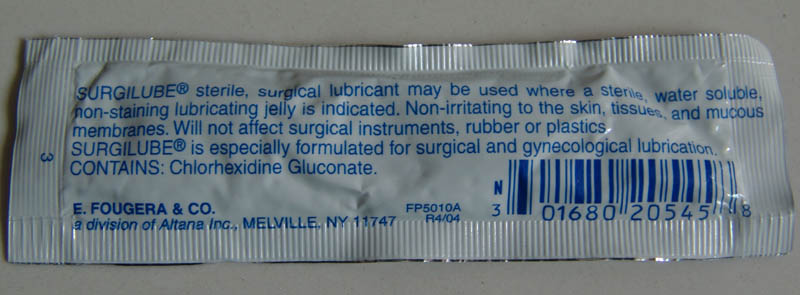 SURGILUBE® sterile, surgical lubricant may be used where a sterile, water soluble,
non-staining lubricating jelly is indicated. Non-irritating to the skin, tissues, and mucous
membranes. Will not affect surgical instruments, rubber or plastics.
SURGILUBE® is especially formulated for surgical and gynecological lubrication.
CONTAINS: Chlorhexidine Gluconate.
3
E. FOUGERA & CO.
a division of Altana Inc., MELVILLE, NY 11747
FP5010A
R4/04
N
3 01680 20545 8